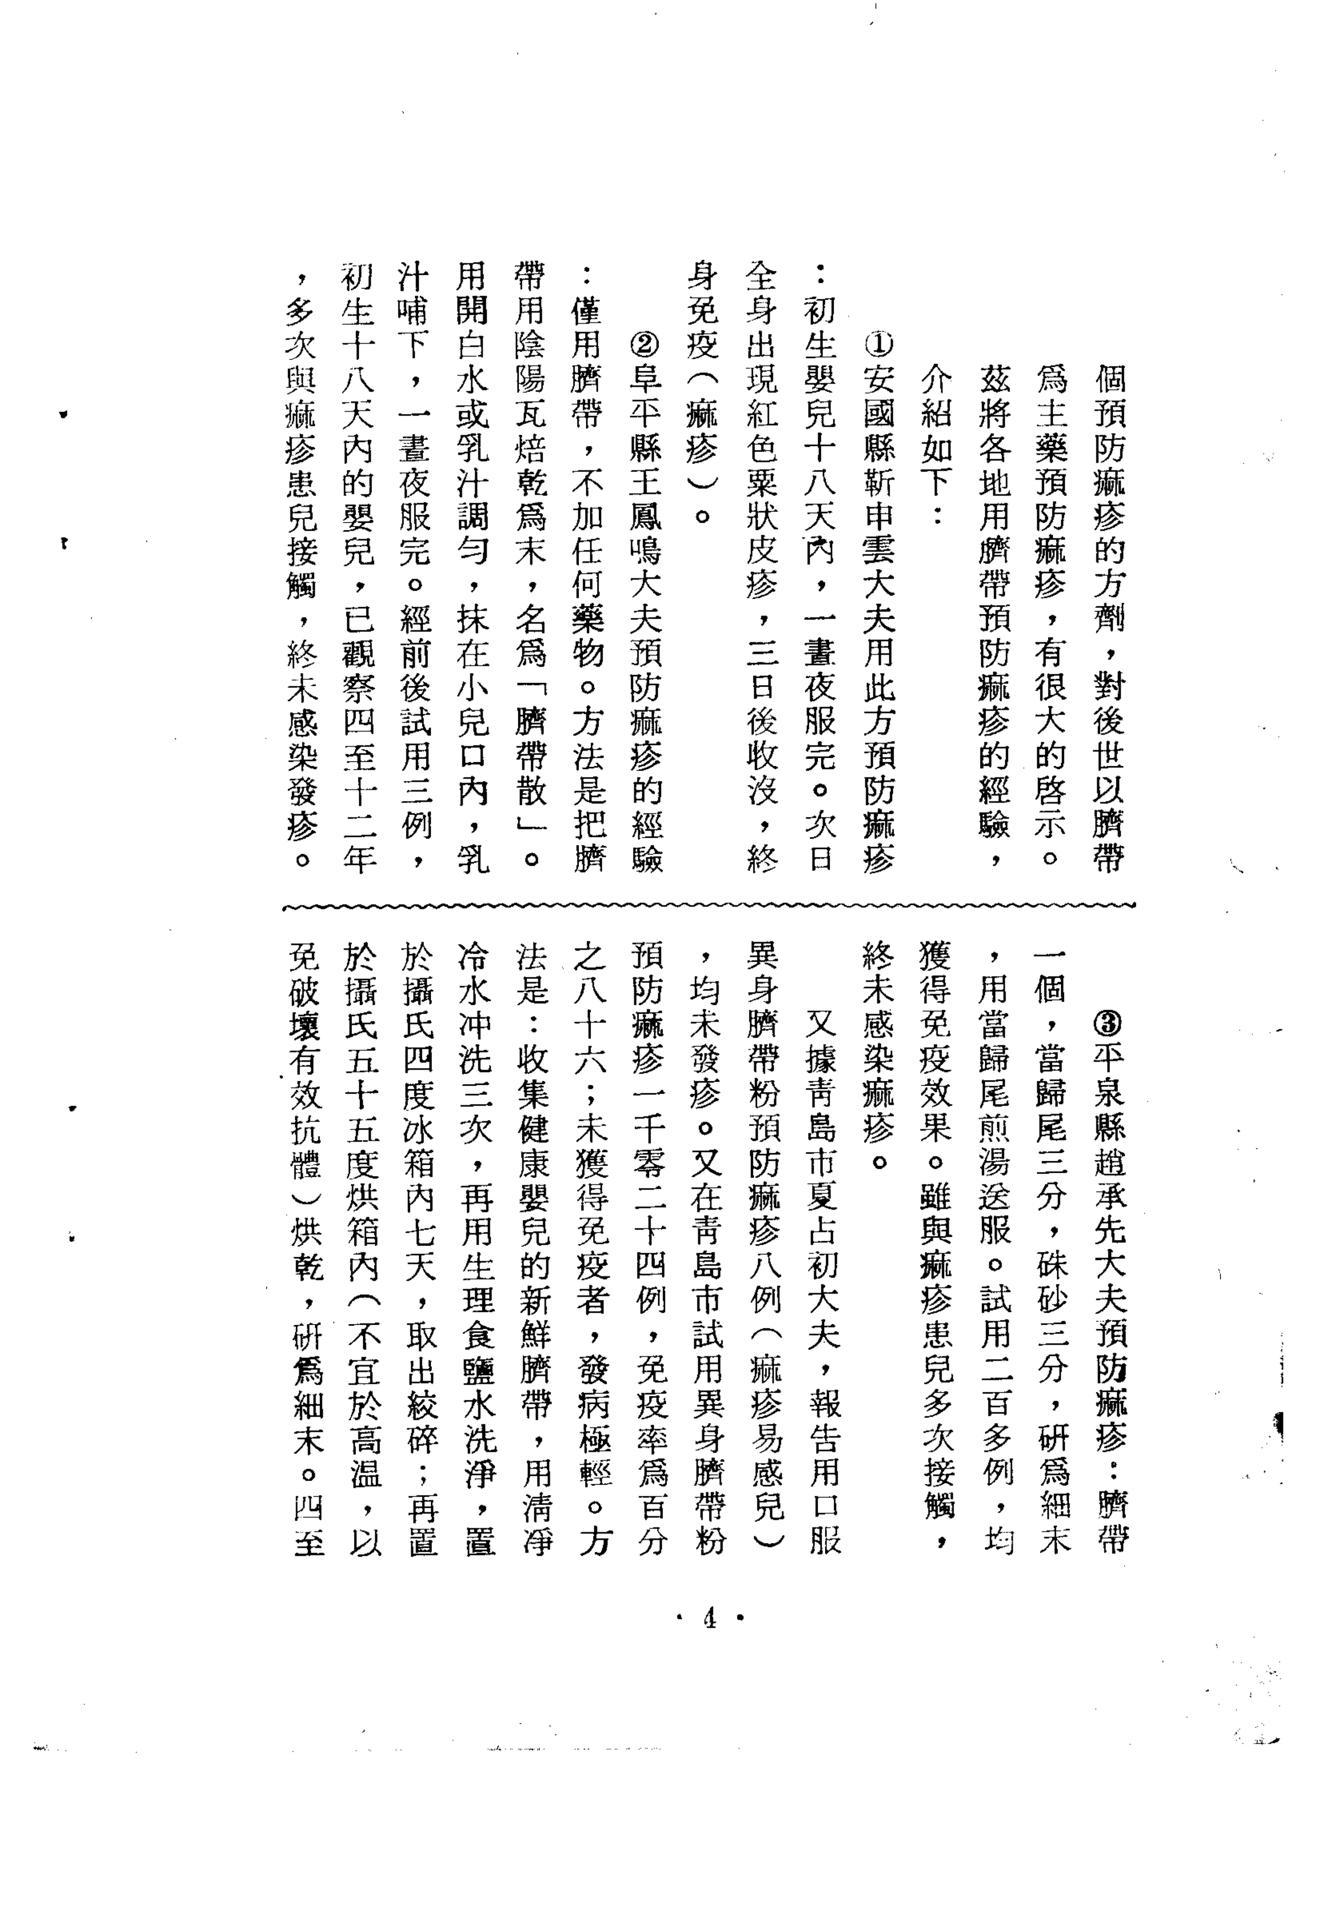 個預防痲疹的方劑，對後世以臍帶
爲主藥預防痲疹，有很大的啓示。
茲將各地用臍帶預防痲疹的經驗，
介紹如下：
①安國縣靳申雲大夫用此方預防痲疹
：初生嬰兒十八天內，一晝夜服完。次日
全身出現紅色粟狀皮疹，三日後收沒，終
身免疫（痲疹）。
②阜平縣王鳳鳴大夫預防痲疹的經驗
：僅用臍帶，不加任何藥物。方法是把臍
帶用陰陽瓦焙乾爲末，名爲「臍帶散」。
用開白水或乳汁調勻，抹在小兒口內，乳
汁哺下，一晝夜服完。經前後試用三例，
初生十八天內的嬰兒，已觀察四至十二年
，多次與痲疹患兒接觸，終未感染發疹。
③平泉縣趙承先大夫預防痲疹：臍帶
一個，當歸尾三分，硃砂三分，研爲細末
，用當歸尾煎湯送服。試用二百多例，均
獲得免疫效果。雖與痲疹患兒多次接觸，
終未感染痲疹。
又據青島市夏占初大夫，報告用口服
異身臍帶粉預防痲疹八例（痲疹易感兒）
，均未發疹。又在青島市試用異身臍帶粉
預防痲疹一千零二十四例，免疫率爲百分
之八十六；未獲得免疫者，發病極輕。方
法是：收集健康嬰兒的新鮮臍帶，用清凈
冷水冲洗三次，再用生理食鹽水洗淨，置
於攝氏四度冰箱內七天，取出絞碎；再置
於攝氏五十五度烘箱內（不宜於高温，以
免破壞有效抗體）烘乾，研爲細末。四至
· 4 ·